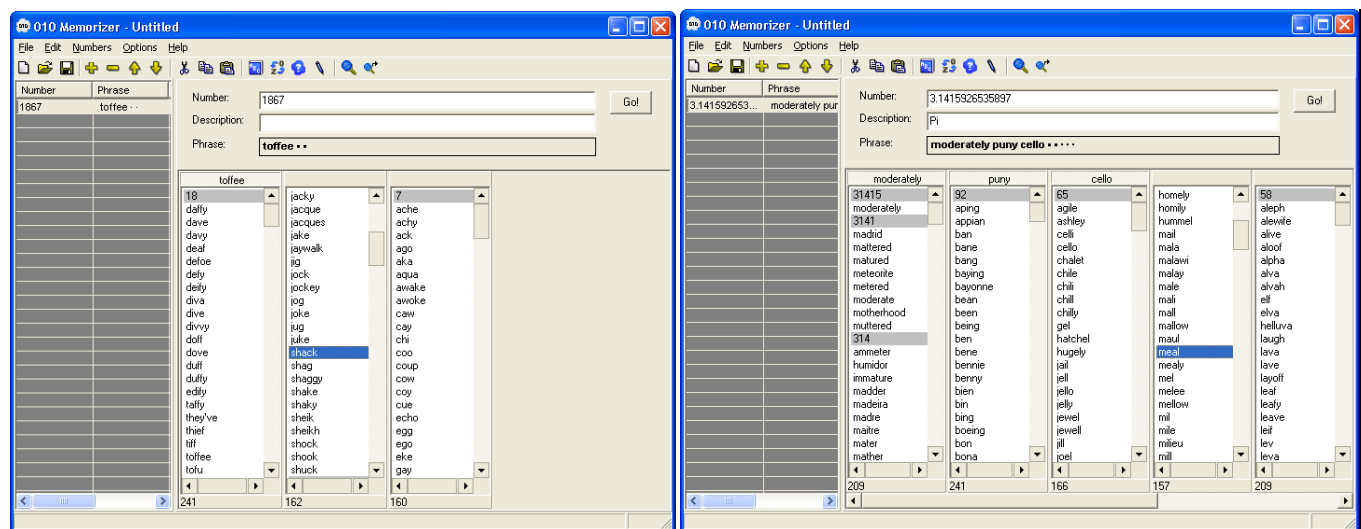 010 Memorizer - Untitled
File Edit Numbers Options Help
Number Phrase
1867 toffee · ·
Number: 1867 Go!
Description:
Phrase: toffee ▪ ▪
toffee
18 jacky 7
daffy jacque ache
dave jacques achy
davy jake ack
deaf jaywalk ago
defoe jig aka
defy jock aqua
deify jockey awake
diva jog awoke
dive joke caw
divvy jug cay
doff juke chi
dove shack coo
duff shag coup
duffy shaggy cow
edify shake coy
taffy shaky cue
they've sheik echo
thief sheikh egg
tiff shock ego
toffee shook eke
tofu shuck gay
241 162 160
010 Memorizer - Untitled
File Edit Numbers Options Help
Number Phrase
3.141592653... moderately pur
Number: 3.1415926535897 Go!
Description: Pi
Phrase: moderately puny cello ▪ ▪ ▪ ▪ ▪
moderately puny cello
31415 92 65 homely 58
moderately aping agile homily aleph
3141 appian ashley hummel alewife
madrid ban celli mail alive
mattered bane cello mala aloof
matured bang chalet malawi alpha
meteorite baying chile malay alva
metered bayonne chili male alvah
moderate bean chill mali elf
motherhood been chilly mall elva
muttered being gel mallow helluva
314 ben hatchel maul laugh
ammeter bene hugely meal lava
humidor bennie jail mealy lave
immature benny jell mel layoff
madder bien jello melee leaf
madeira bin jelly mellow leafy
madre bing jewel mil leave
maitre boeing jewell mile leif
mater bon jill milieu lev
mather bona joel mill leva
209 241 166 157 209